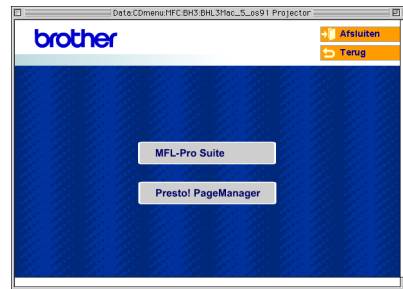 Data:CDmenu:MFC:BH3:BHL3Mac_5_os91 Projector
brother
Afsluiten
Terug
MFL-Pro Suite
Presto! PageManager